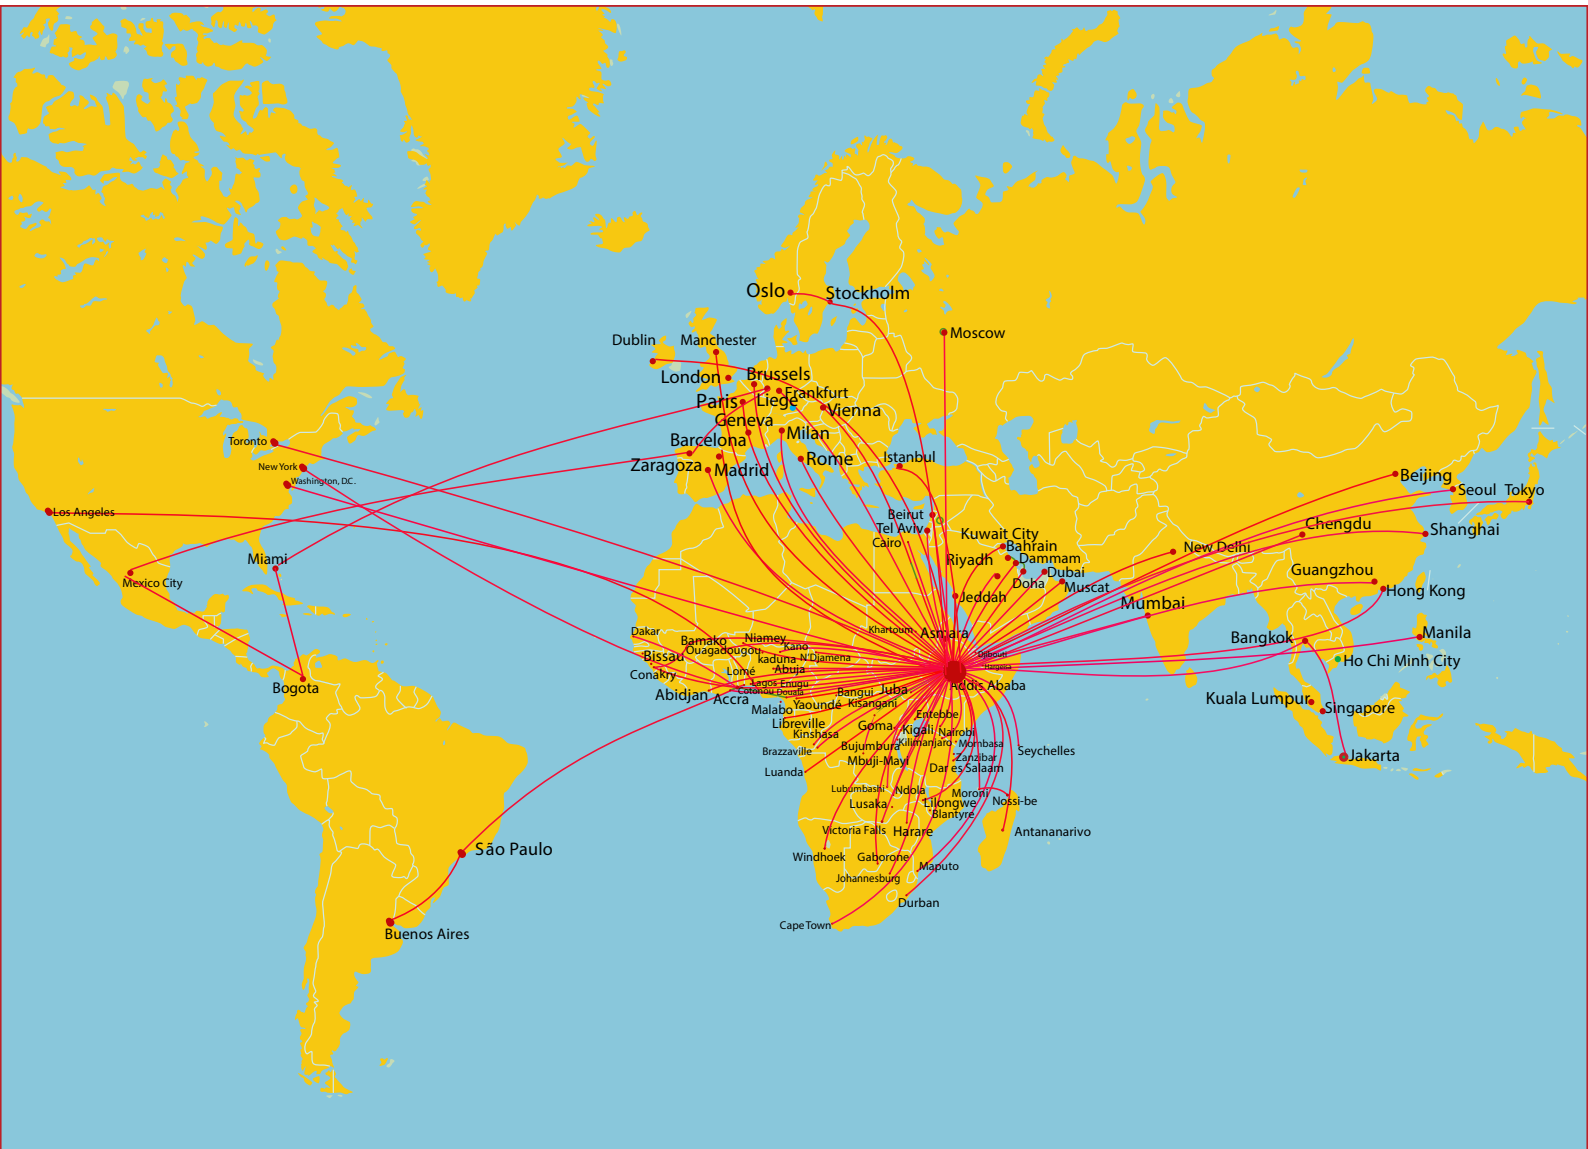 Oslo
Stockholm
Moscow
Dublin
Manchester
London
Brussels
Frankfurt
Paris
Liege
Vienna
Geneva
Milan
Barcelona
Zaragoza
Madrid
Rome
Istanbul
Toronto
New York
Washington, D.C.
Los Angeles
Miami
Mexico City
Bogota
São Paulo
Buenos Aires
Beirut
Tel Aviv
Cairo
Kuwait City
Bahrain
Riyadh
Dammam
Dubai
Doha
Muscat
Jeddah
Beijing
Seoul
Tokyo
Chengdu
Shanghai
New Delhi
Guangzhou
Hong Kong
Mumbai
Bangkok
Manila
Ho Chi Minh City
Kuala Lumpur
Singapore
Jakarta
Dakar
Bamako
Niamey
Khartoum
Asmara
Ouagadougou
Kano
Bissau
kaduna
N'Djamena
Djibouti
Conakry
Lomé
Abuja
Hargeisa
Lagos
Enugu
Addis Ababa
Abidjan
Accra
Cotonou
Douala
Bangui
Juba
Malabo
Yaoundé
Kisangani
Libreville
Entebbe
Kinshasa
Goma
Kigali
Nairobi
Brazzaville
Bujumbura
Kilimanjaro
Mombasa
Seychelles
Mbuji-Mayi
Zanzibar
Luanda
Dar es Salaam
Lubumbashi
Ndola
Moroni
Lusaka
Lilongwe
Nossi-be
Blantyre
Victoria Falls
Harare
Antananarivo
Windhoek
Gaborone
Maputo
Johannesburg
Durban
Cape Town